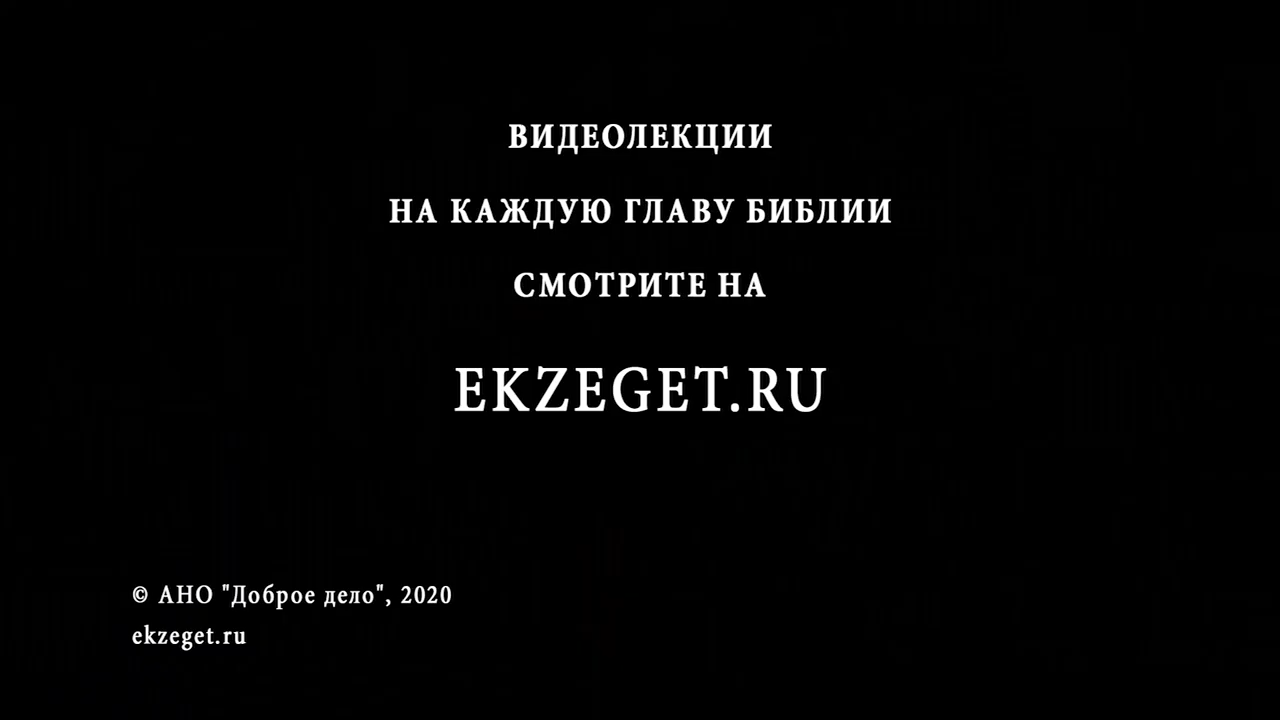 ВИДЕОЛЕКЦИИ
НА КАЖДУЮ ГЛАВУ БИБЛИИ
СМОТРИТЕ НА
EKZEGET.RU
© АНО "Доброе дело", 2020
ekzeget.ru